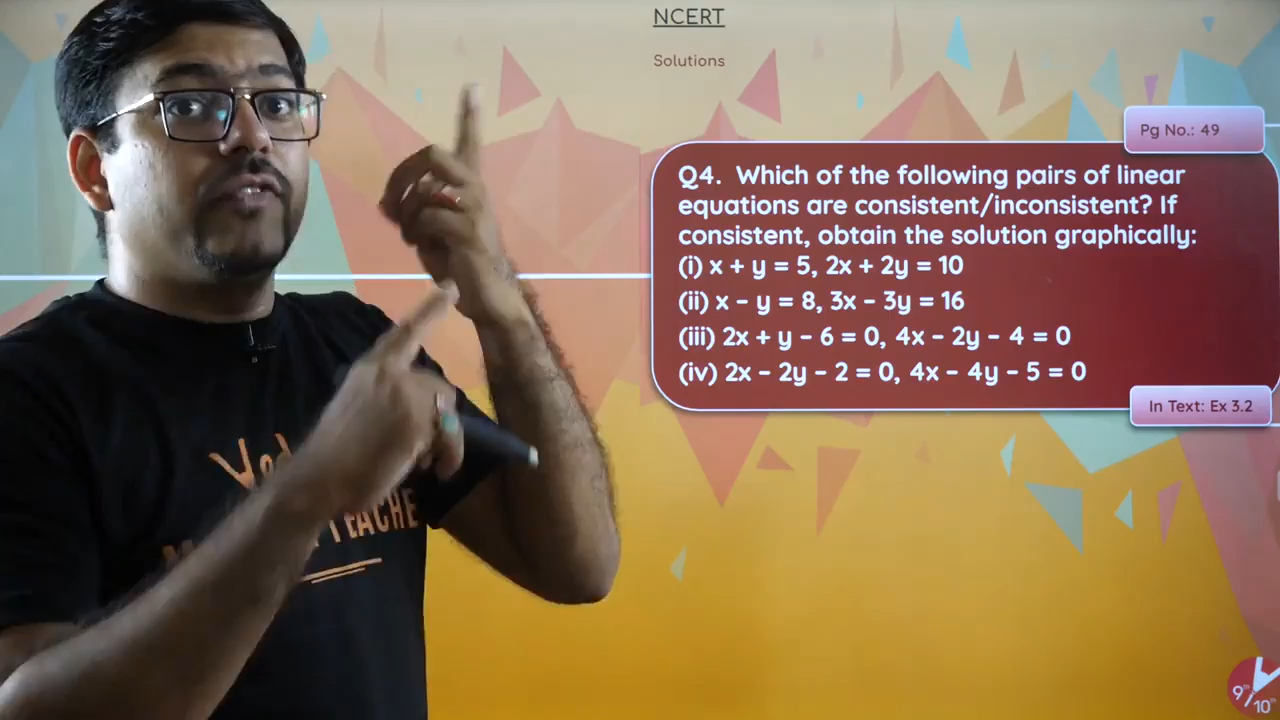 NCERT
Solutions
Pg No.: 49
Q4. Which of the following pairs of linear
equations are consistent/inconsistent? If
consistent, obtain the solution graphically:
(i) x + y = 5, 2x + 2y = 10
(ii) x – y = 8, 3x – 3y = 16
(iii) 2x + y – 6 = 0, 4x – 2y – 4 = 0
(iv) 2x – 2y – 2 = 0, 4x – 4y – 5 = 0
In Text: Ex 3.2
9th
10th